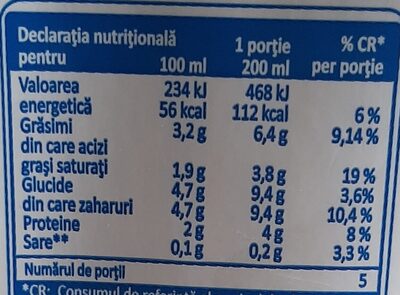 Declarația nutrițională
pentru 100 ml 1 porție 200 ml % CR* per porție
Valoarea 234 kJ 468 kJ
energetică 56 kcal 112 kcal 6 %
Grăsimi 3,2 g 6,4 g 9,14 %
din care acizi
grași saturați 1,9 g 3,8 g 19 %
Glucide 4,7 g 9,4 g 3,6%
din care zaharuri 4,7 g 9,4 g 10,4 %
Proteine 2 g 4 g 8 %
Sare** 0,1 g 0,2 g 3,3 %
Numărul de porții 5
*CR: Consumul de referință